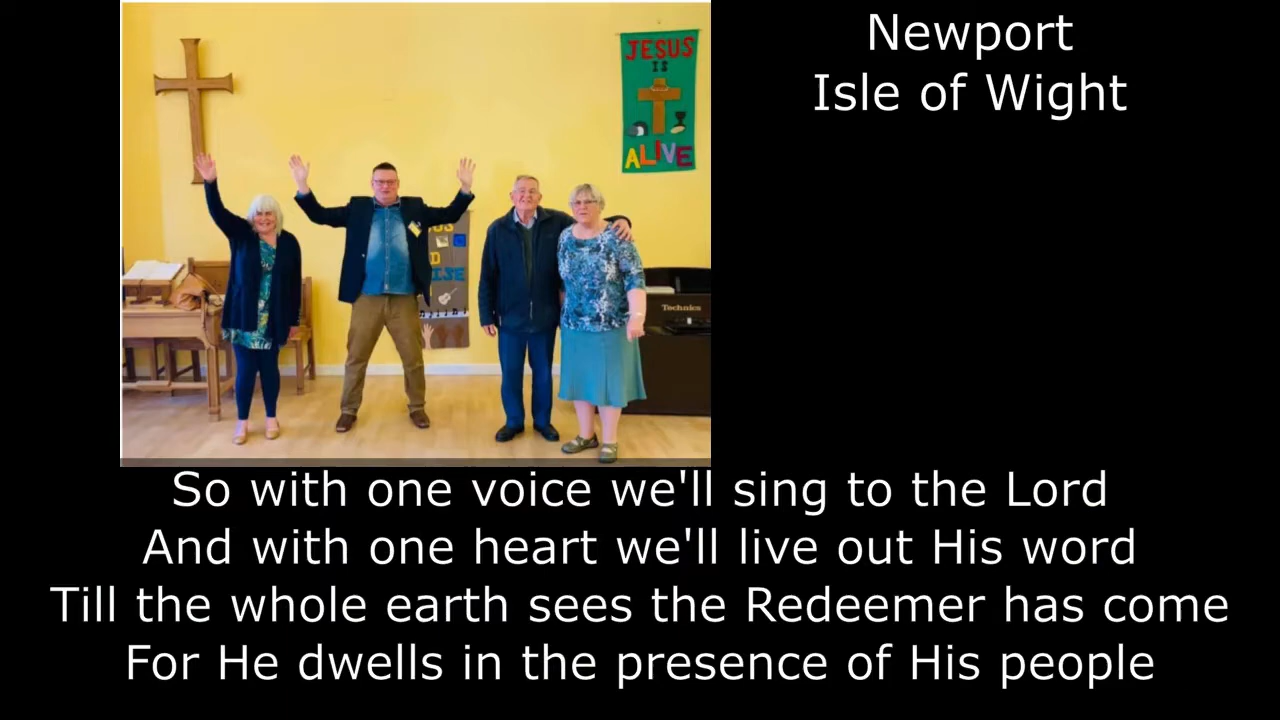 Newport
Isle of Wight
JESUS
IS
ALIVE
Technics
So with one voice we'll sing to the Lord
And with one heart we'll live out His word
Till the whole earth sees the Redeemer has come
For He dwells in the presence of His people